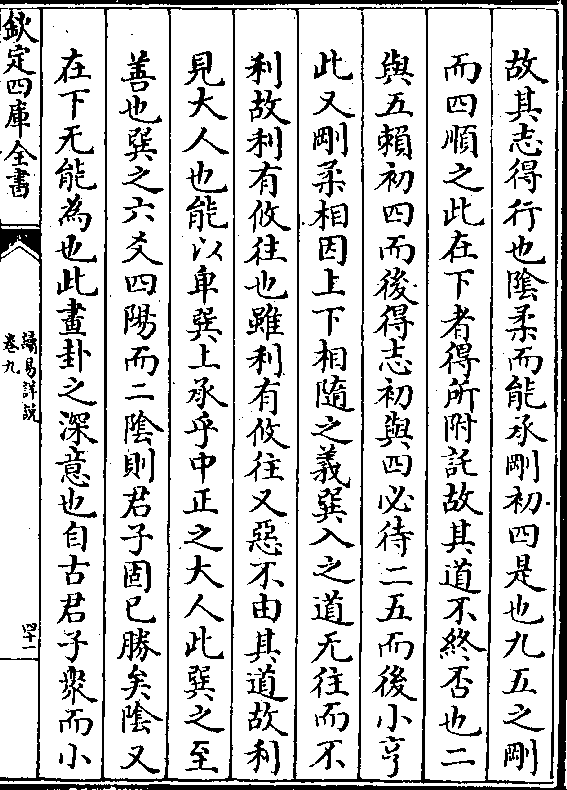 故其志得行也陰柔而能承剛初四是也九五之剛
而四順之此在下者得所附託故其道不終否也二
與五賴初四而後得志初與四必待二五而後小亨
此又剛柔相因上下相隨之義巽入之道无往而不
利故利有攸往也雖利有攸往又惡不由其道故利
見大人也能以卑巽上承乎中正之大人此巽之至
善也巽之六爻四陽而二陰則君子固已勝矣陰又
在下无能為也此畫卦之深意也自古君子衆而小
欽定四庫全書
讀易詳說
卷九
四十二